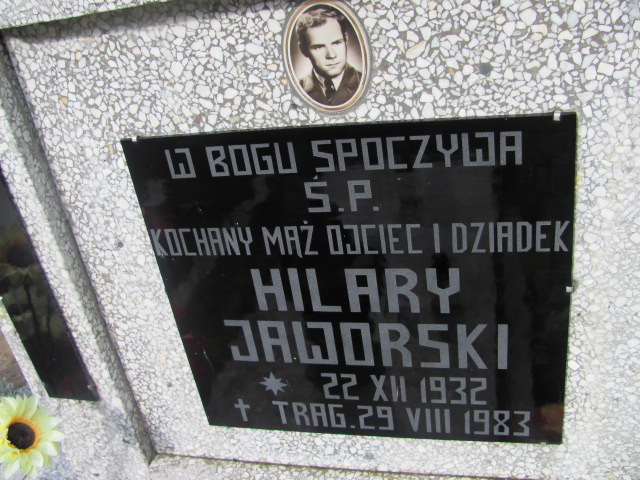 W BOGU SPOCZYWA
Ś.P.
KOCHANY MĄŻ OJCIEC I DZIADEK
HILARY
JAWORSKI
22 XII 1932
TRAG. 29 VIII 1983